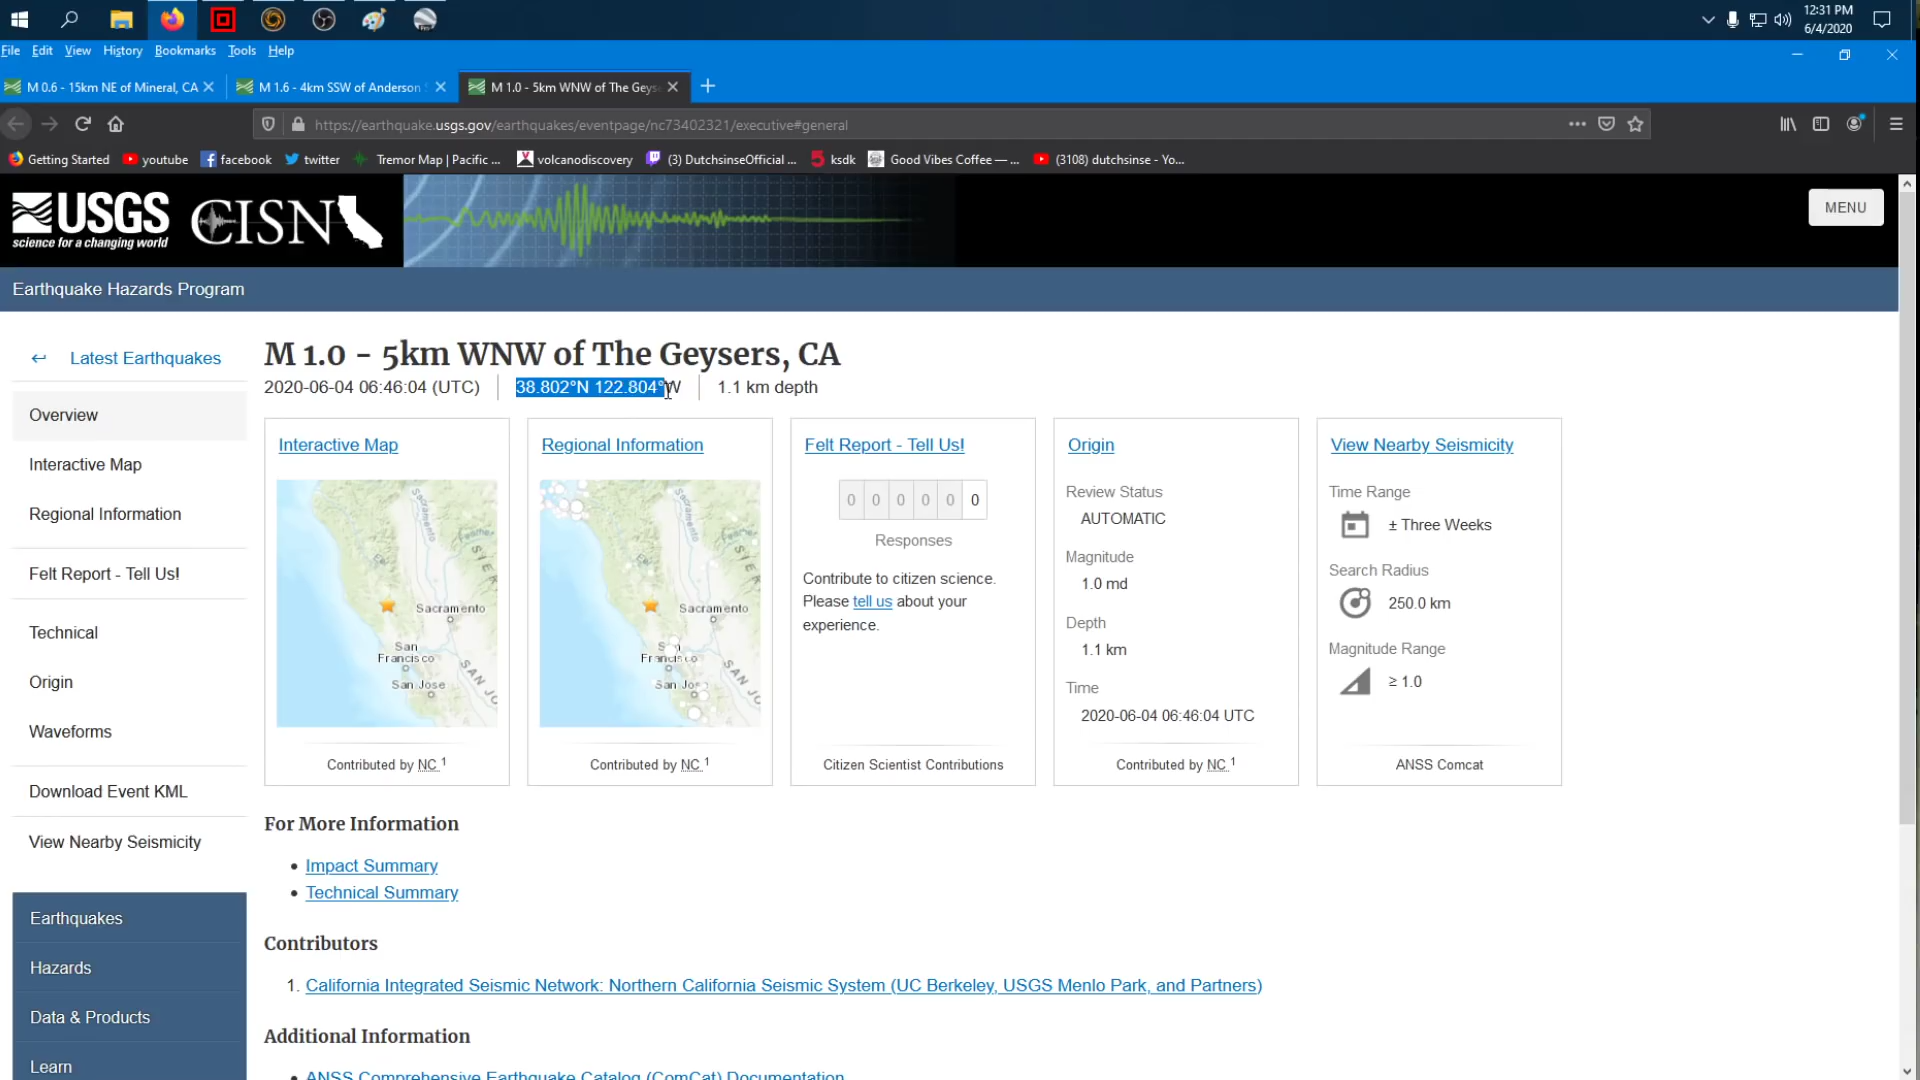 12:31 PM
6/4/2020
File Edit View History Bookmarks Tools Help
M 0.6 - 15km NE of Mineral, CA
M 1.6 - 4km SSW of Anderson
M 1.0 - 5km WNW of The Geys
https://earthquake.usgs.gov/earthquakes/eventpage/nc73402321/executive#general
Getting Started youtube facebook twitter Tremor Map | Pacific ... volcanodiscovery (3) DutchsinseOfficial ... ksdk Good Vibes Coffee — ... (3108) dutchsinse - Yo...
USGS
science for a changing world
CISN
MENU
Earthquake Hazards Program
Latest Earthquakes
Overview
Interactive Map
Regional Information
Felt Report - Tell Us!
Technical
Origin
Waveforms
Download Event KML
View Nearby Seismicity
Earthquakes
Hazards
Data & Products
Learn
M 1.0 - 5km WNW of The Geysers, CA
2020-06-04 06:46:04 (UTC) 38.802°N 122.804°W 1.1 km depth
Interactive Map
Sacramento
Sacramento
San Francisco
San Jose
Contributed by NC 1
Regional Information
Sacramento
Sacramento
San Francisco
San Jose
Contributed by NC 1
Felt Report - Tell Us!
0 0 0 0 0 0
Responses
Contribute to citizen science.
Please tell us about your
experience.
Citizen Scientist Contributions
Origin
Review Status
AUTOMATIC
Magnitude
1.0 md
Depth
1.1 km
Time
2020-06-04 06:46:04 UTC
Contributed by NC 1
View Nearby Seismicity
Time Range
± Three Weeks
Search Radius
250.0 km
Magnitude Range
≥ 1.0
ANSS Comcat
For More Information
• Impact Summary
• Technical Summary
Contributors
1. California Integrated Seismic Network: Northern California Seismic System (UC Berkeley, USGS Menlo Park, and Partners)
Additional Information
• ANSS Comprehensive Earthquake Catalog (ComCat) Documentation